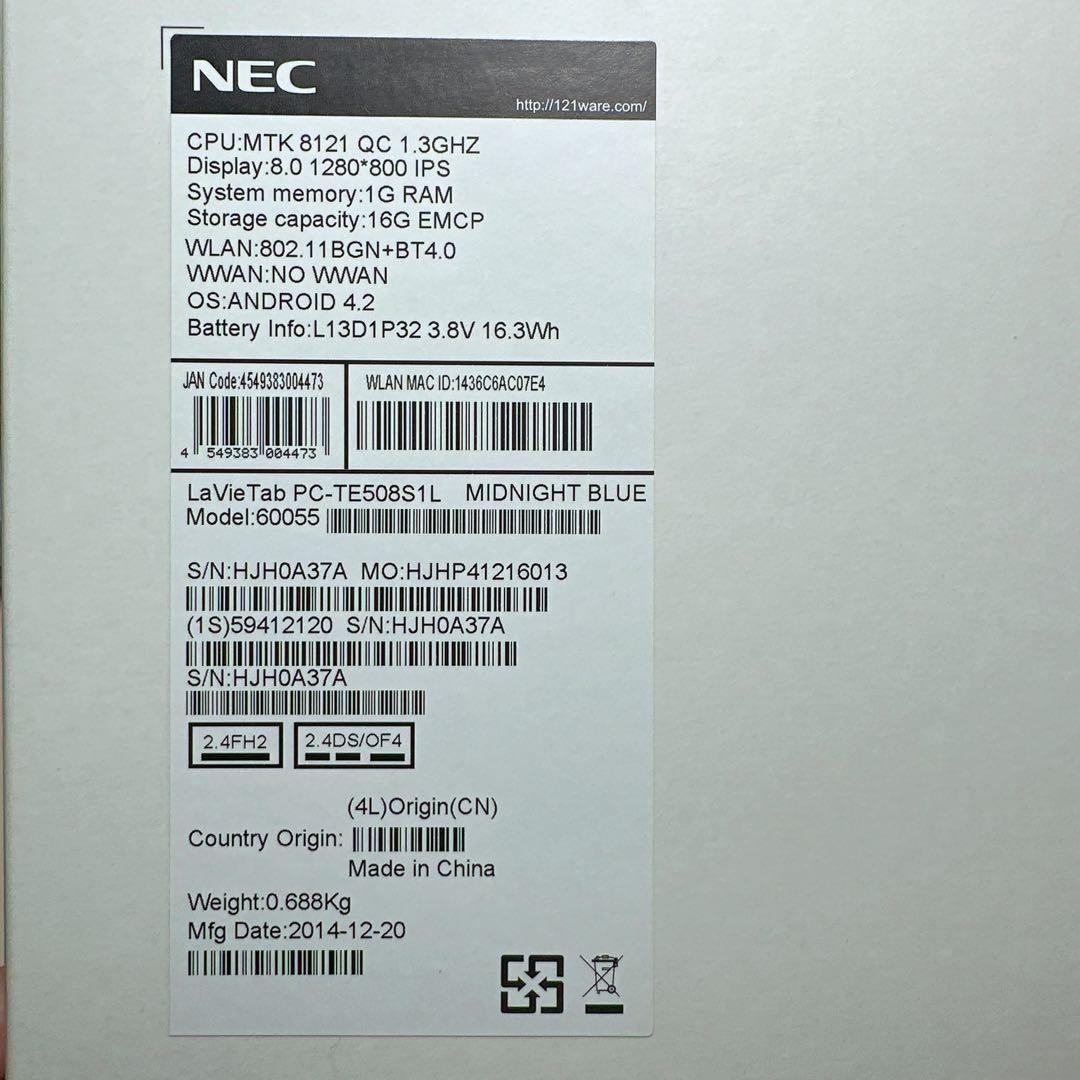 NEC
http://121ware.com/
CPU:MTK 8121 QC 1.3GHZ
Display:8.0 1280*800 IPS
System memory:1G RAM
Storage capacity:16G EMCP
WLAN:802.11BGN+BT4.0
WWAN:NO WWAN
OS:ANDROID 4.2
Battery Info:L13D1P32 3.8V 16.3Wh
JAN Code:4549383004473
4 549383 004473
WLAN MAC ID:1436C6AC07E4
LaVieTab PC-TE508S1L MIDNIGHT BLUE
Model:60055
S/N:HJH0A37A MO:HJHP41216013
(1S)59412120 S/N:HJH0A37A
S/N:HJH0A37A
2.4FH2 2.4DS/OF4
(4L)Origin(CN)
Country Origin:
Made in China
Weight:0.688Kg
Mfg Date:2014-12-20